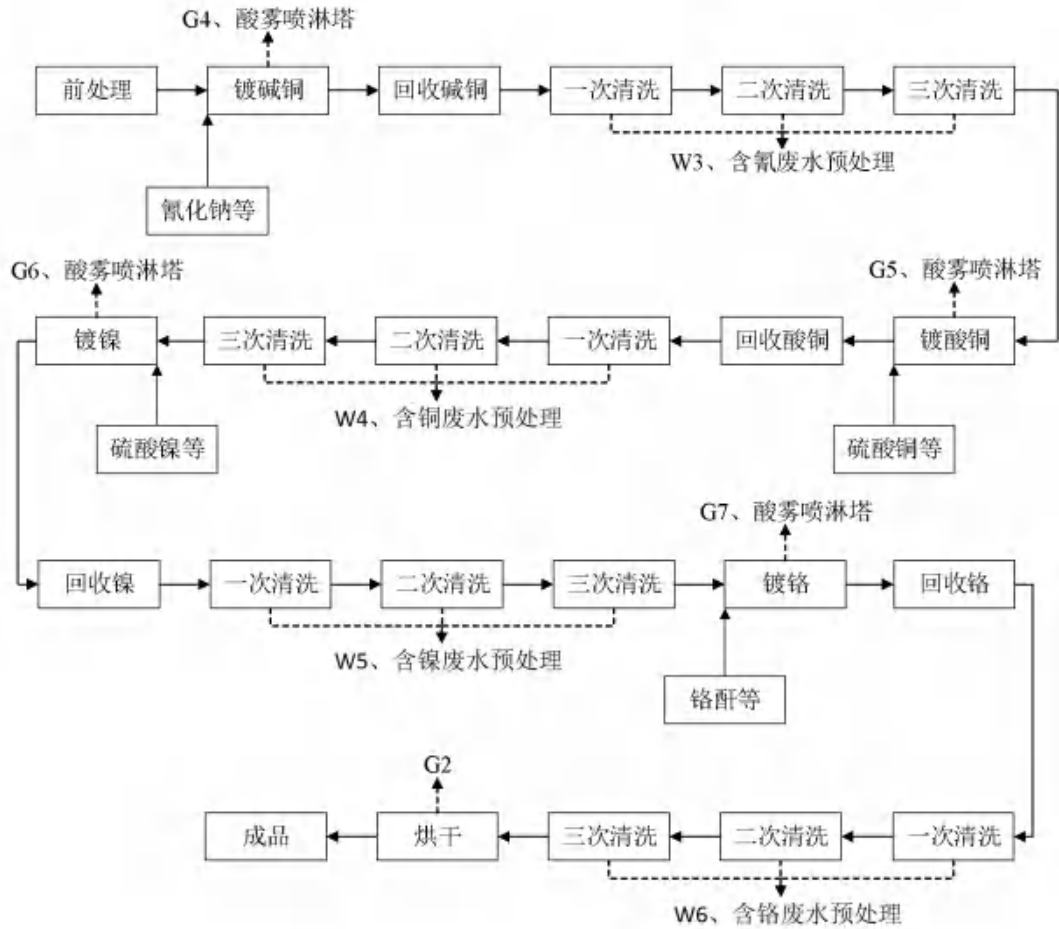 G4、酸雾喷淋塔
前处理
镀碱铜
回收碱铜
一次清洗
二次清洗
三次清洗
W3、含氰废水预处理
氰化钠等
G6、酸雾喷淋塔
G5、酸雾喷淋塔
镀镍
三次清洗
二次清洗
一次清洗
回收酸铜
镀酸铜
W4、含铜废水预处理
硫酸镍等
硫酸铜等
G7、酸雾喷淋塔
回收镍
一次清洗
二次清洗
三次清洗
镀铬
回收铬
W5、含镍废水预处理
铬酐等
G2
成品
烘干
三次清洗
二次清洗
一次清洗
W6、含铬废水预处理